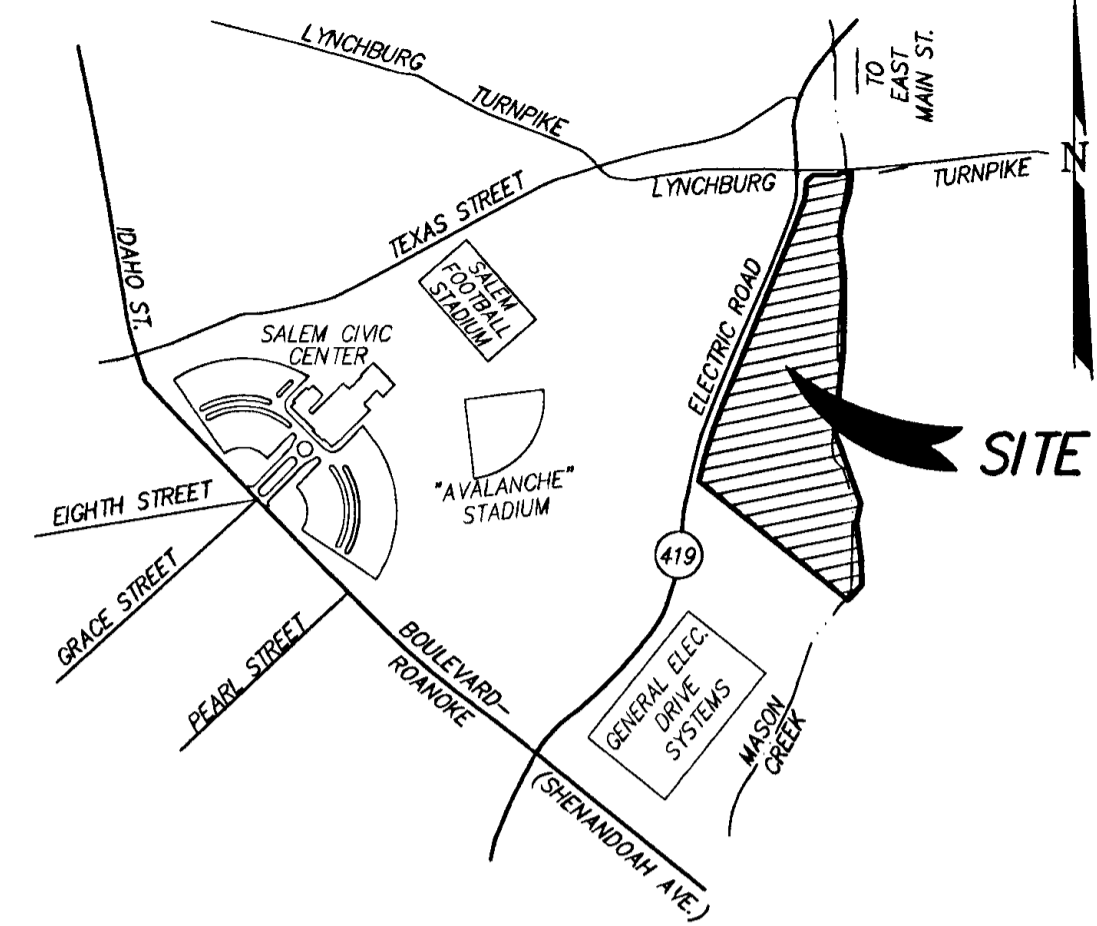 LYNCHBURG
TURNPIKE
TO
EAST
MAIN ST.
N
LYNCHBURG
TURNPIKE
TEXAS STREET
IDAHO ST.
SALEM
FOOTBALL
STADIUM
ELECTRIC ROAD
SALEM CIVIC
CENTER
SITE
"AVALANCHE"
STADIUM
EIGHTH STREET
419
GRACE STREET
PEARL STREET
BOULEVARD—
ROANOKE
GENERAL ELEC.
DRIVE
SYSTEMS
MASON
CREEK
(SHENANDOAH AVE.)